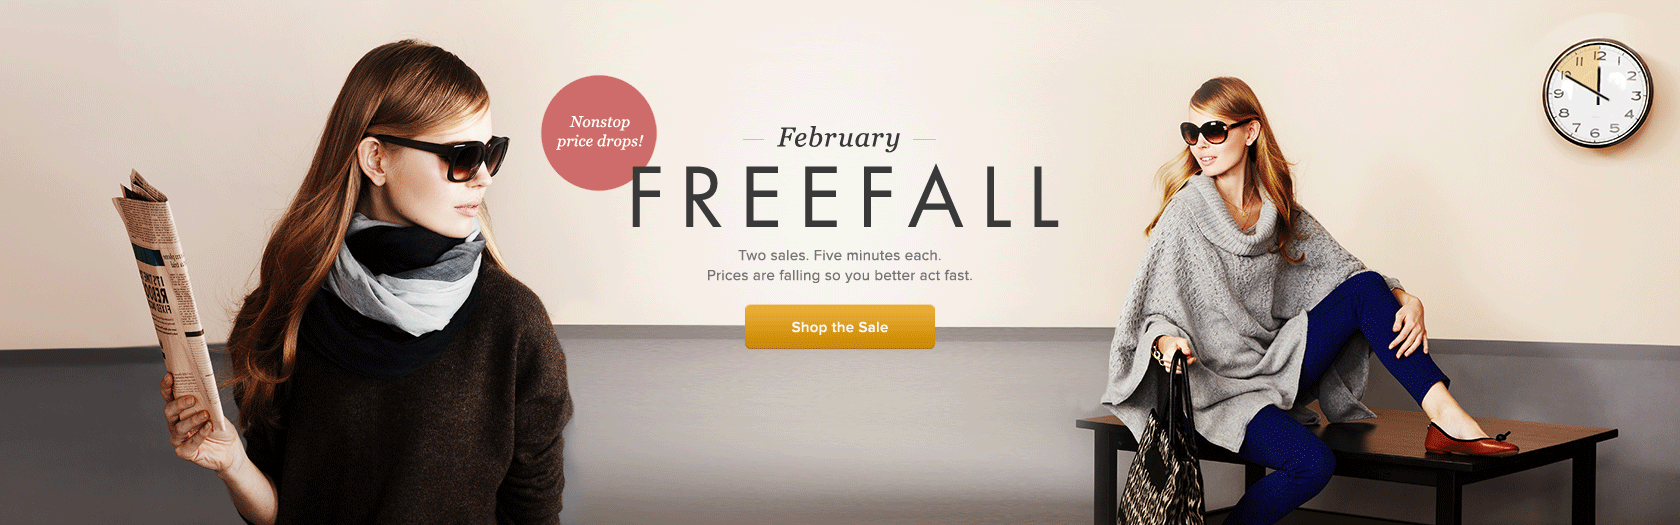 Nonstop
price drops!
February
FREEFALL
Two sales. Five minutes each.
Prices are falling so you better act fast.
Shop the Sale
11 12 1
10 2
9 3
8 4
7 6 5